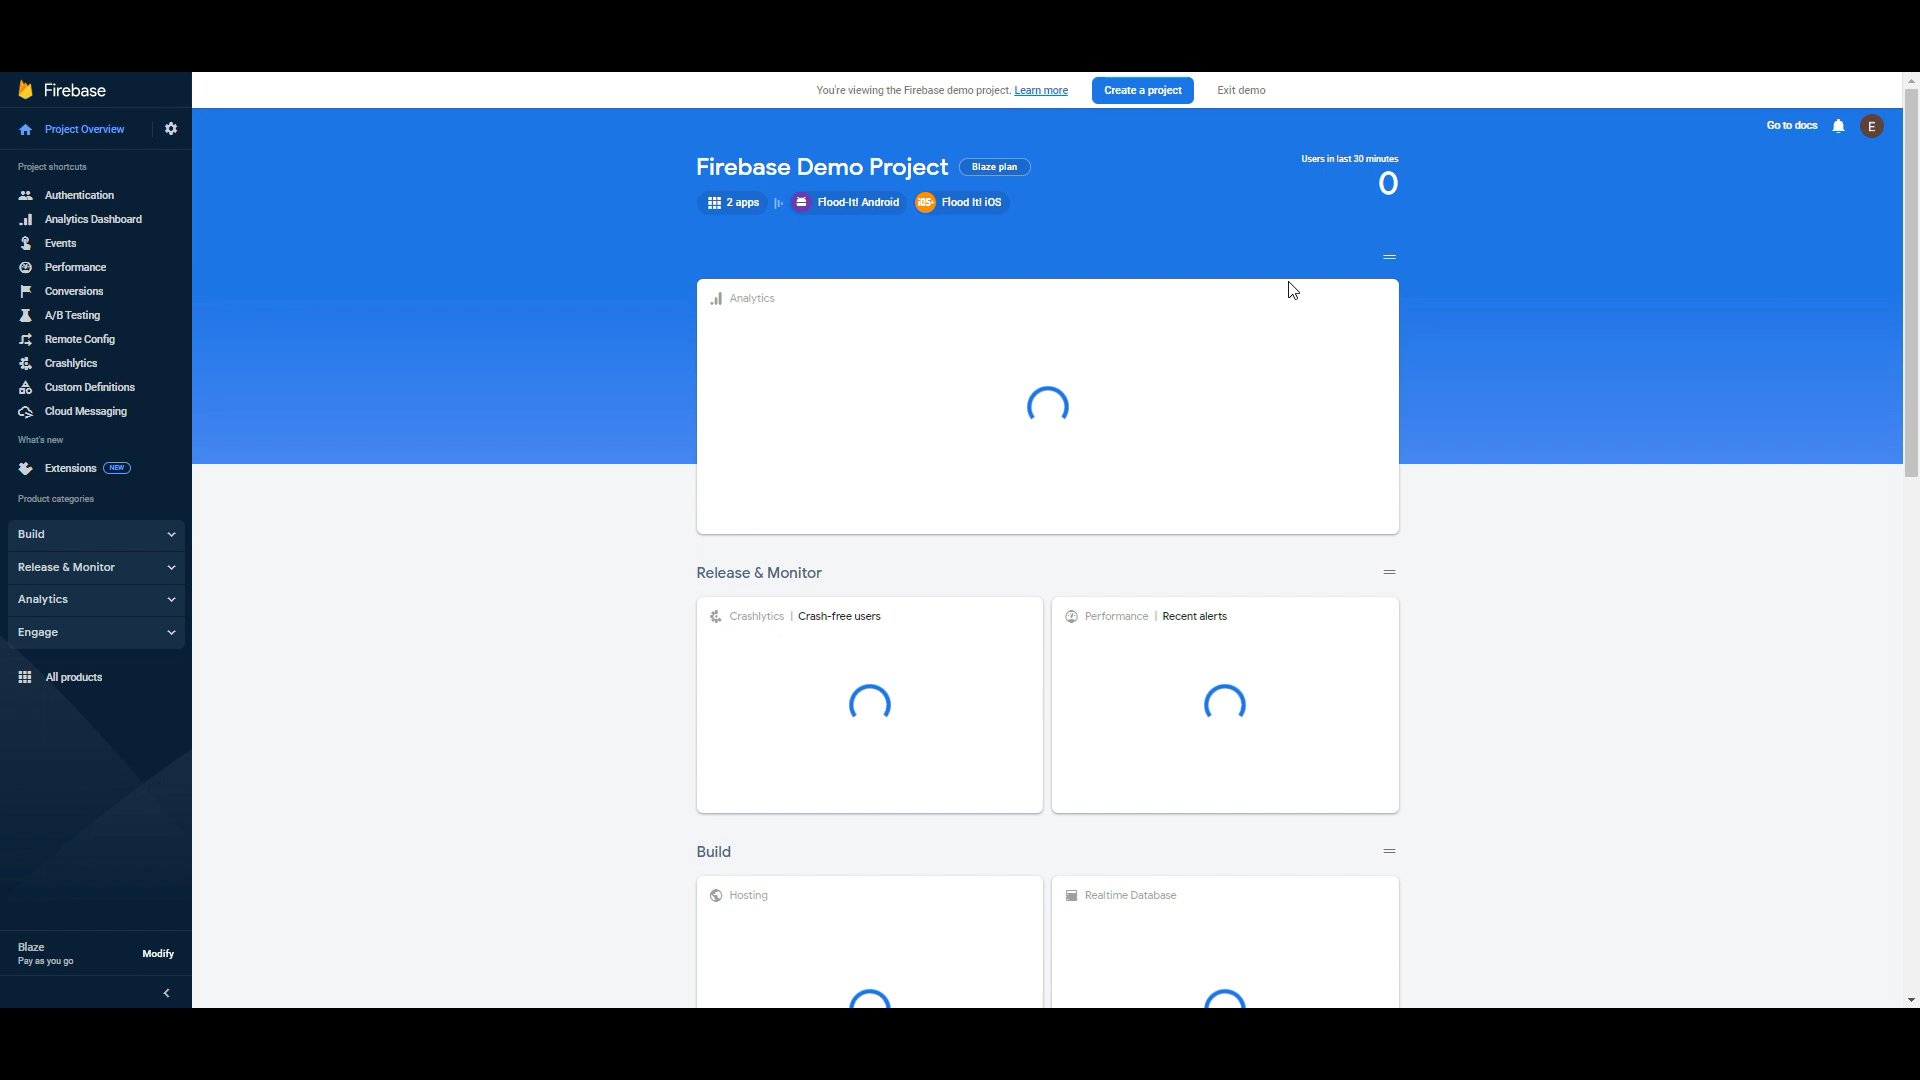 Firebase
You're viewing the Firebase demo project. Learn more
Create a project
Exit demo
Project Overview
Go to docs
E
Project shortcuts
Authentication
Analytics Dashboard
Events
Performance
Conversions
A/B Testing
Remote Config
Crashlytics
Custom Definitions
Cloud Messaging
What's new
Extensions NEW
Product categories
Build
Release & Monitor
Analytics
Engage
All products
Blaze
Pay as you go
Modify
Firebase Demo Project Blaze plan
2 apps
Flood-It! Android
iOS+ Flood It! iOS
Users in last 30 minutes
0
Analytics
Release & Monitor
Crashlytics | Crash-free users
Performance | Recent alerts
Build
Hosting
Realtime Database